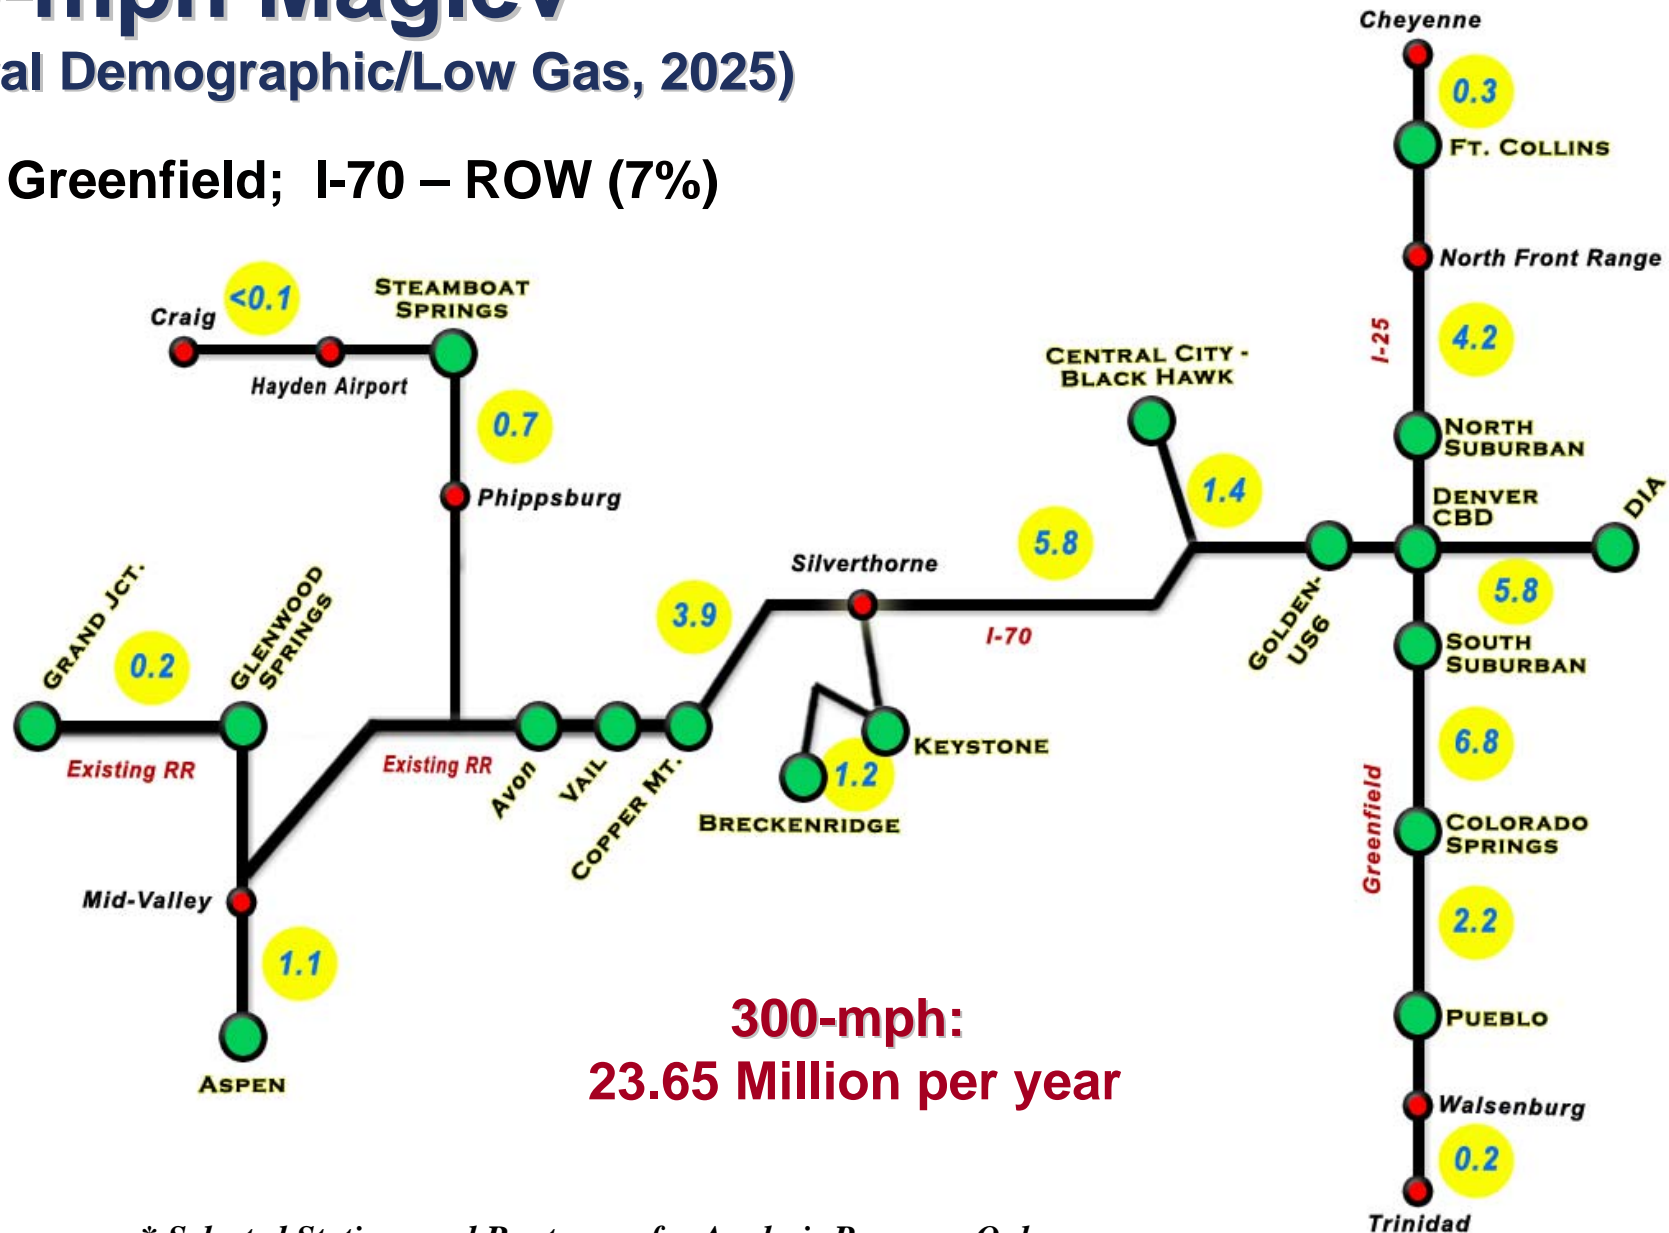 -mph Maglev
al Demographic/Low Gas, 2025)
Greenfield; I-70 – ROW (7%)
Cheyenne
0.3
FT. COLLINS
North Front Range
I-25
4.2
NORTH
SUBURBAN
DENVER
CBD
DIA
5.8
SOUTH
SUBURBAN
6.8
Greenfield
COLORADO
SPRINGS
2.2
PUEBLO
Walsenburg
0.2
Trinidad
Craig
<0.1
Hayden Airport
STEAMBOAT
SPRINGS
0.7
Phippsburg
CENTRAL CITY -
BLACK HAWK
1.4
GOLDEN-
US6
5.8
I-70
Silverthorne
3.9
KEYSTONE
1.2
BRECKENRIDGE
COPPER MT.
VAIL
Avon
Existing RR
GLENWOOD
SPRINGS
GRAND JCT.
0.2
Existing RR
Mid-Valley
1.1
ASPEN
300-mph:
23.65 Million per year